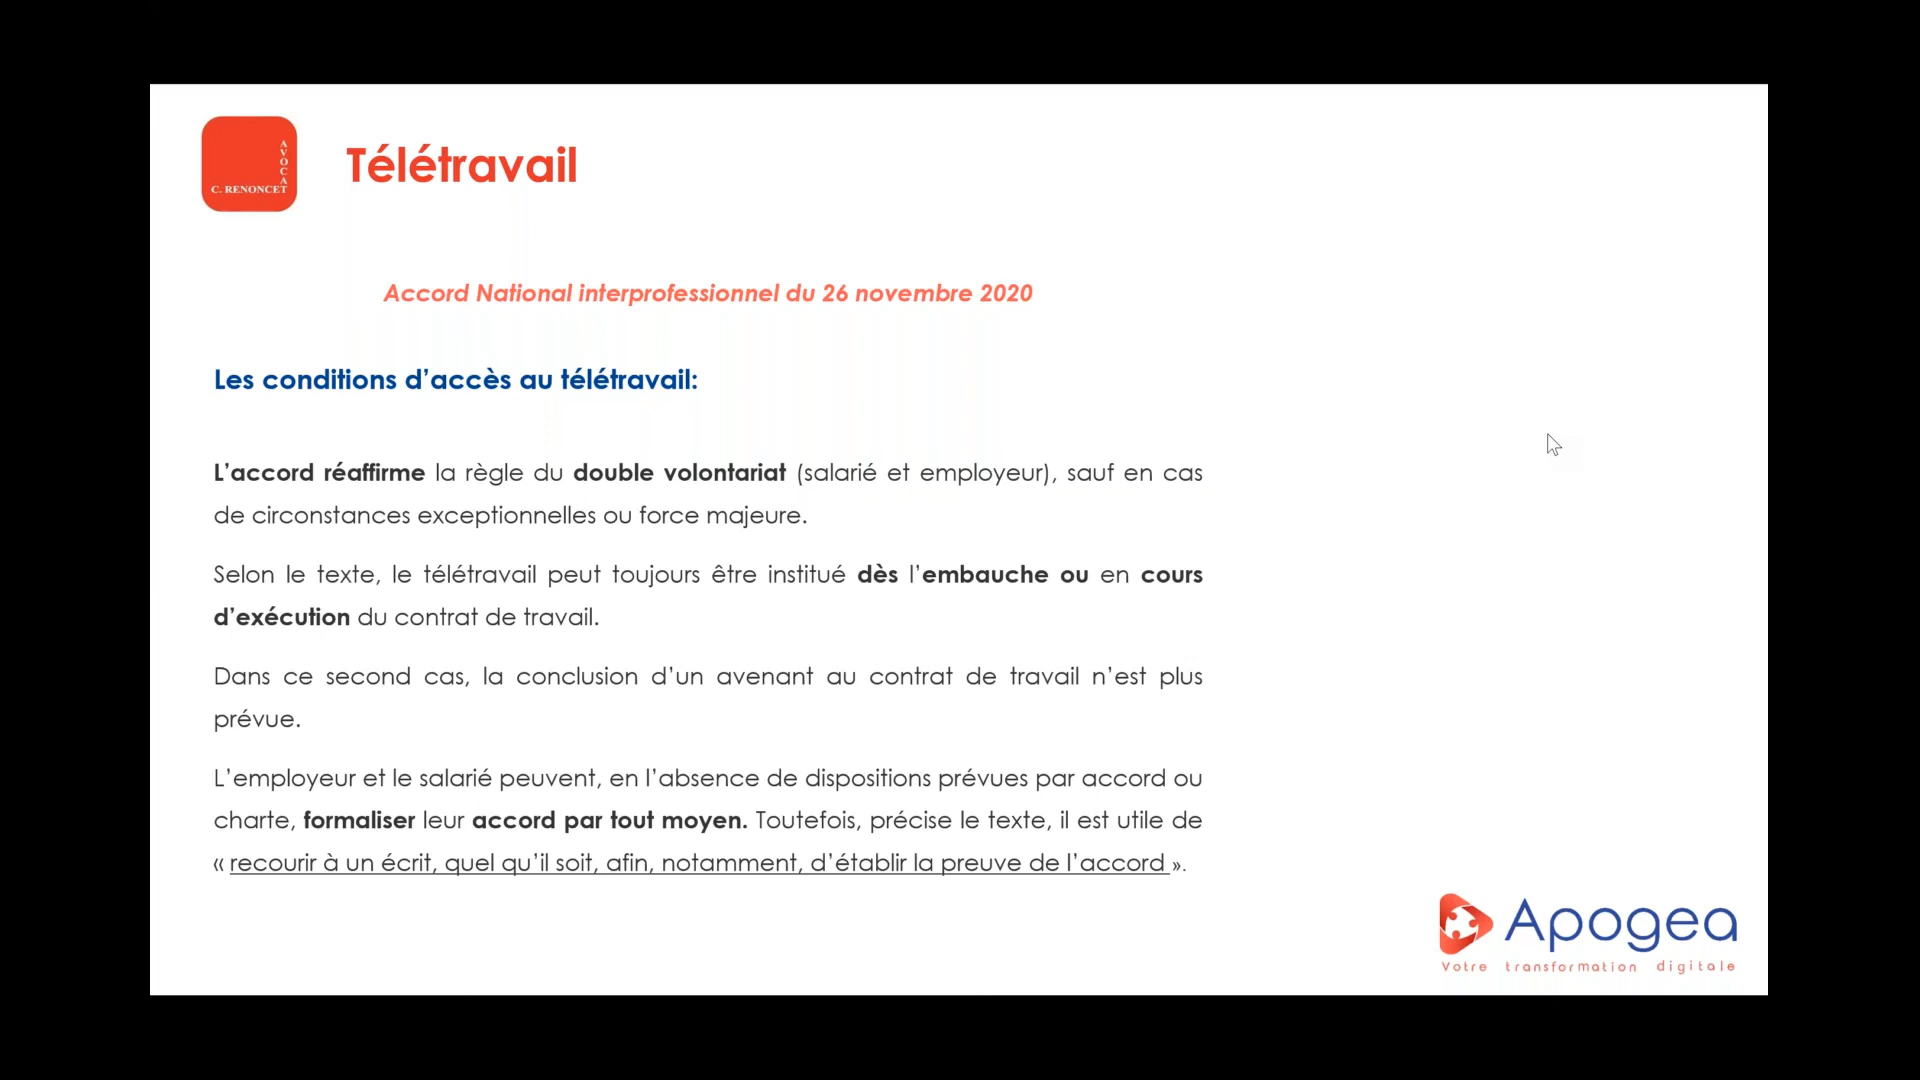 AVOCAT
C. RENONCET
Télétravail
Accord National interprofessionnel du 26 novembre 2020
Les conditions d’accès au télétravail:
L’accord réaffirme la règle du double volontariat (salarié et employeur), sauf en cas
de circonstances exceptionnelles ou force majeure.
Selon le texte, le télétravail peut toujours être institué dès l’embauche ou en cours
d’exécution du contrat de travail.
Dans ce second cas, la conclusion d’un avenant au contrat de travail n’est plus
prévue.
L’employeur et le salarié peuvent, en l’absence de dispositions prévues par accord ou
charte, formaliser leur accord par tout moyen. Toutefois, précise le texte, il est utile de
« recourir à un écrit, quel qu’il soit, afin, notamment, d’établir la preuve de l’accord ».
Apogea
Votre transformation digitale